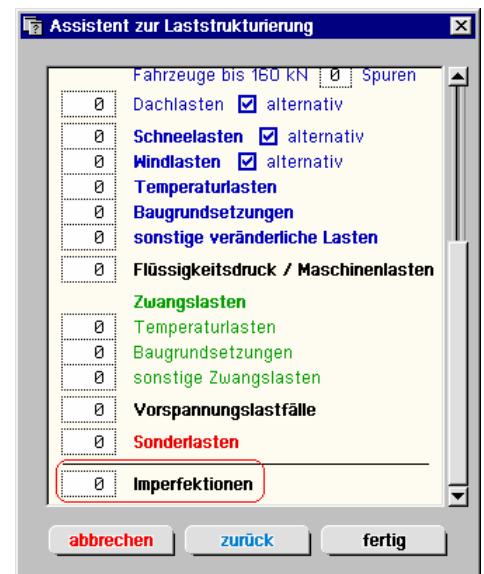 Assistent zur Laststrukturierung
Fahrzeuge bis 160 kN 0 Spuren
0 Dachlasten alternativ
0 Schneelasten alternativ
0 Windlasten alternativ
0 Temperaturlasten
0 Baugrundsetzungen
0 sonstige veränderliche Lasten
0 Flüssigkeitsdruck / Maschinenlasten
Zwangslasten
0 Temperaturlasten
0 Baugrundsetzungen
0 sonstige Zwangslasten
0 Vorspannungslastfälle
0 Sonderlasten
0 Imperfektionen
abbrechen zurück fertig